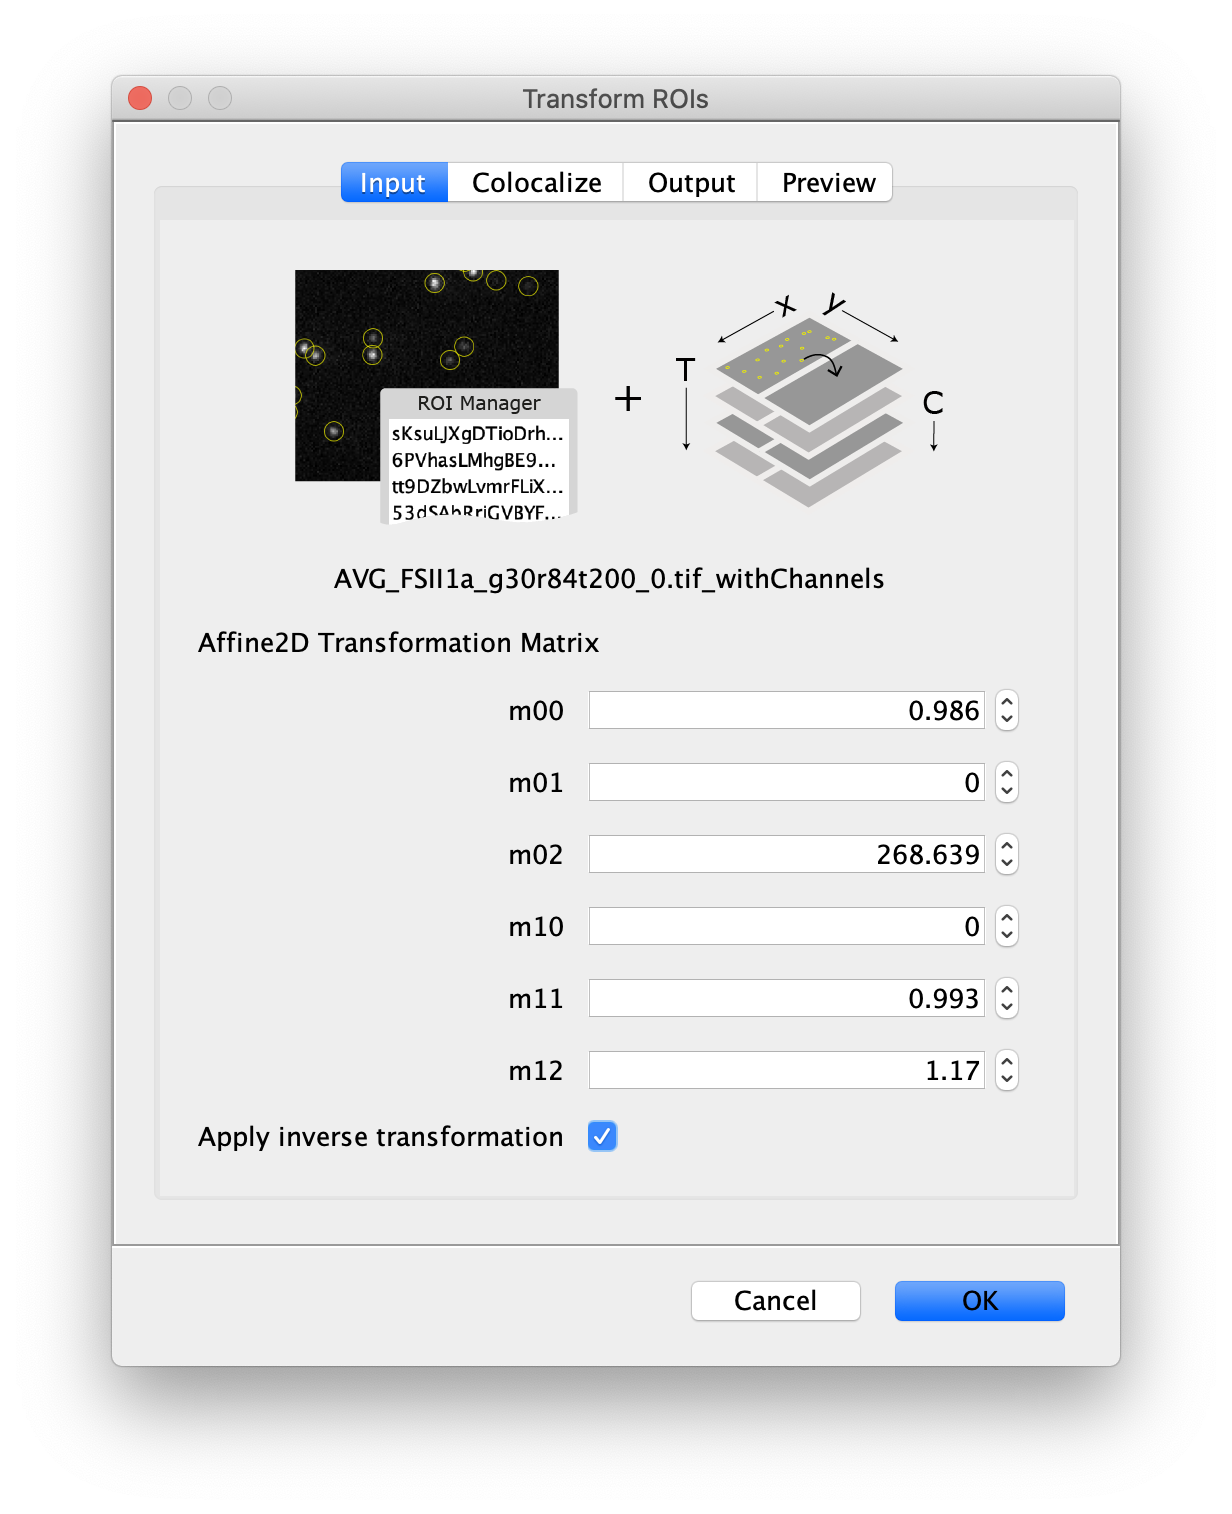 Transform ROIs
Input Colocalize Output Preview
x y
T
C
ROI Manager
sKsuLJXgDTioDrh...
6PVhasLMhgBE9...
tt9DZbwLvmrFLiX...
+
AVG_FSII1a_g30r84t200_0.tif_withChannels
Affine2D Transformation Matrix
m00 0.986
m01 0
m02 268.639
m10 0
m11 0.993
m12 1.17
Apply inverse transformation
Cancel OK